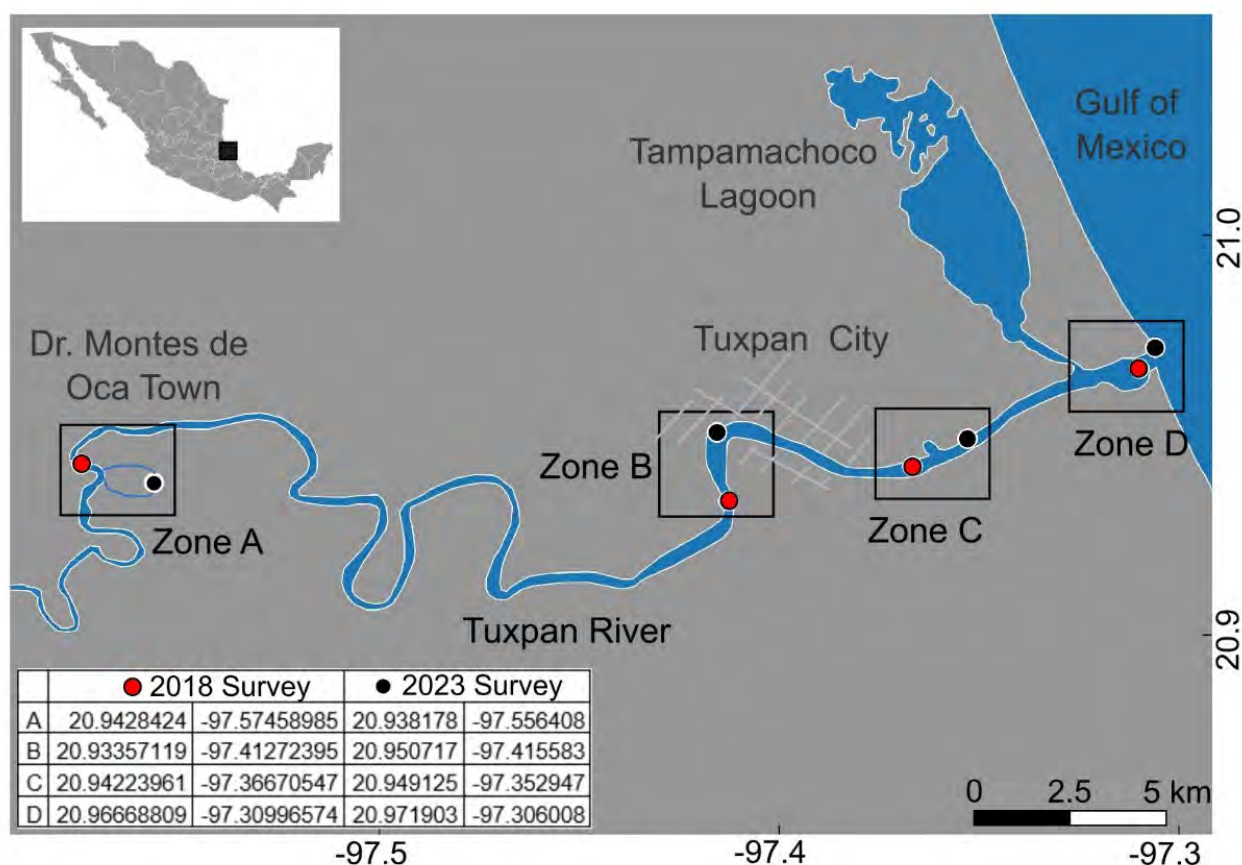 Gulf of
Mexico
Tampamachoco
Lagoon
21.0
Dr. Montes de
Oca Town
Tuxpan City
Zone A
Zone B
Zone C
Zone D
Tuxpan River
20.9
2018 Survey 2023 Survey
A 20.9428424 -97.57458985 20.938178 -97.556408
B 20.93357119 -97.41272395 20.950717 -97.415583
C 20.94223961 -97.36670547 20.949125 -97.352947
D 20.96668809 -97.30996574 20.971903 -97.306008
0 2.5 5 km
-97.5 -97.4 -97.3